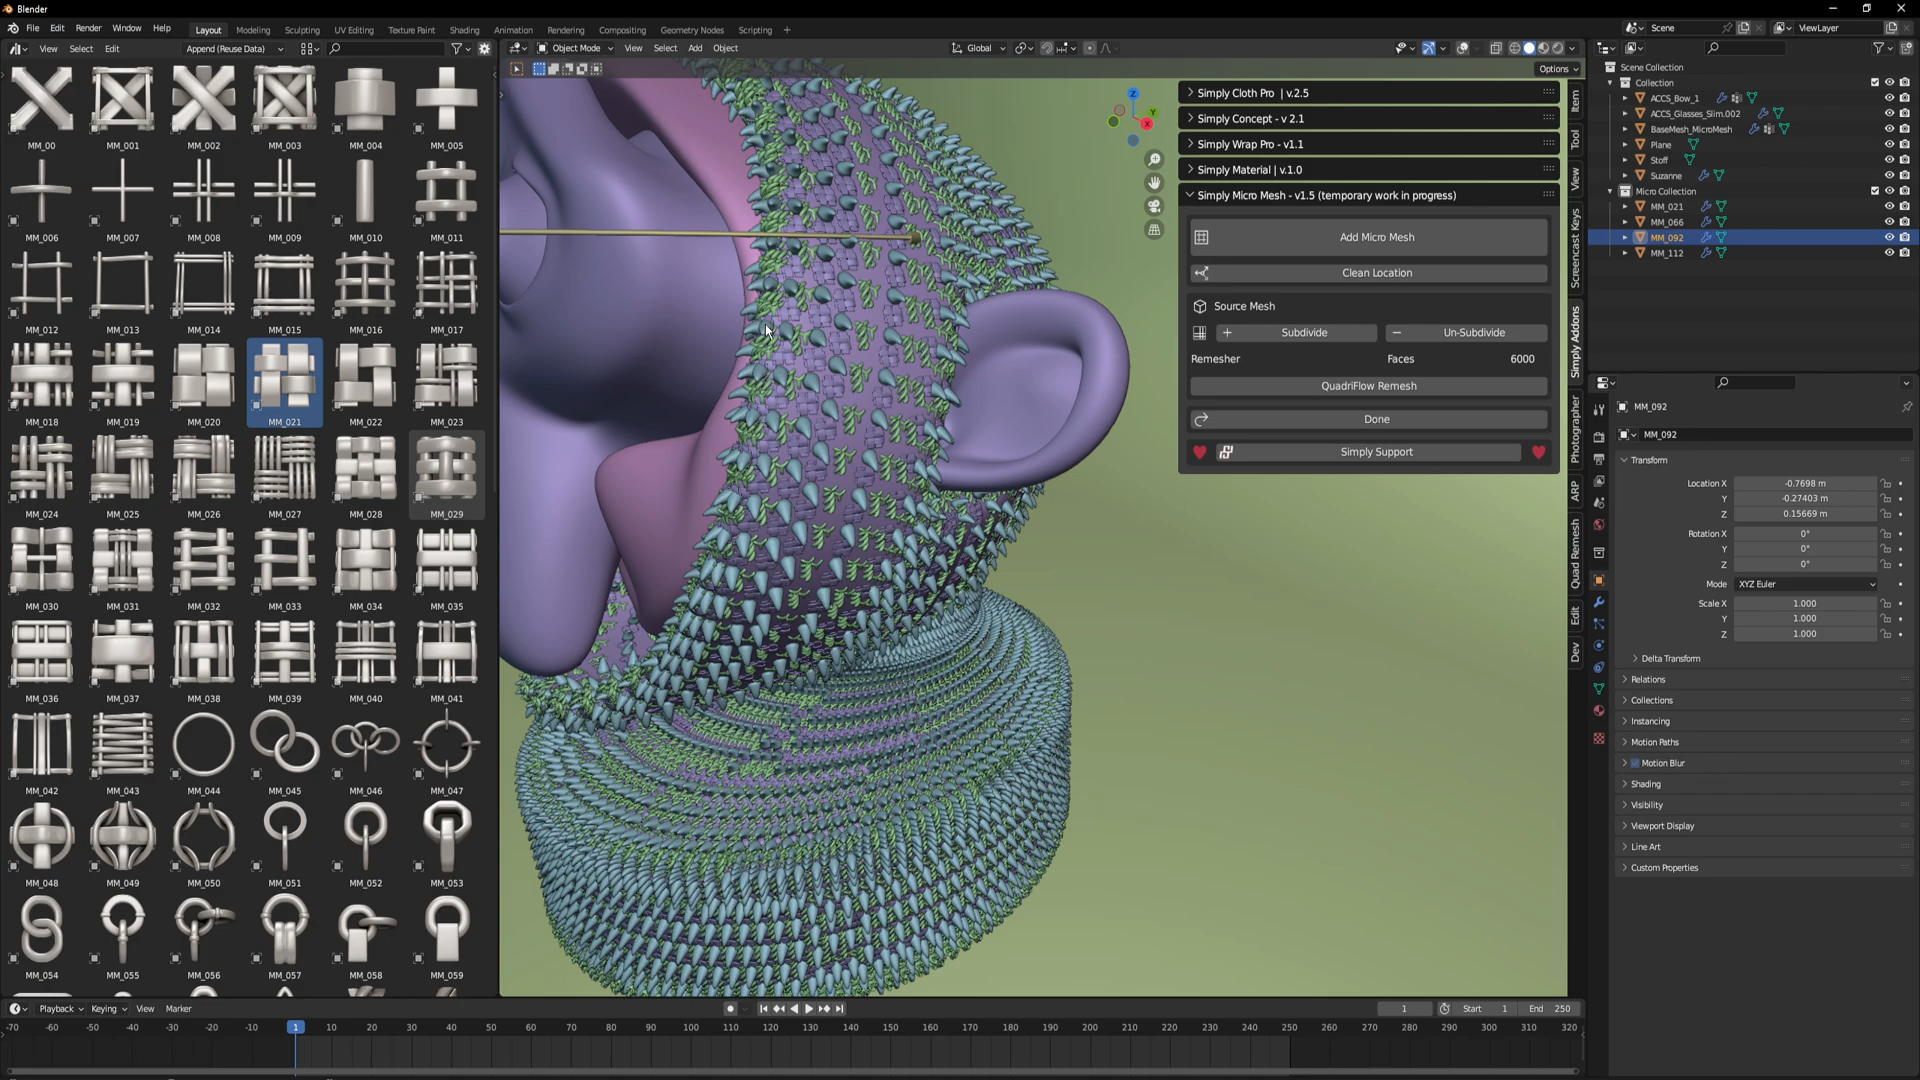 Blender
File Edit Render Window Help
Layout Modeling Sculpting UV Editing Texture Paint Shading Animation Rendering Compositing Geometry Nodes Scripting +
Scene
ViewLayer
View Select Edit Append (Reuse Data)
Object Mode View Select Add Object Global
Options
MM_00 MM_001 MM_002 MM_003 MM_004 MM_005
MM_006 MM_007 MM_008 MM_009 MM_010 MM_011
MM_012 MM_013 MM_014 MM_015 MM_016 MM_017
MM_018 MM_019 MM_020 MM_021 MM_022 MM_023
MM_024 MM_025 MM_026 MM_027 MM_028 MM_029
MM_030 MM_031 MM_032 MM_033 MM_034 MM_035
MM_036 MM_037 MM_038 MM_039 MM_040 MM_041
MM_042 MM_043 MM_044 MM_045 MM_046 MM_047
MM_048 MM_049 MM_050 MM_051 MM_052 MM_053
MM_054 MM_055 MM_056 MM_057 MM_058 MM_059
Z
Y
X
Simply Cloth Pro | v.2.5
Simply Concept - v 2.1
Simply Wrap Pro - v1.1
Simply Material | v.1.0
Simply Micro Mesh - v1.5 (temporary work in progress)
Add Micro Mesh
Clean Location
Source Mesh
+ Subdivide
− Un-Subdivide
Remesher Faces 6000
QuadriFlow Remesh
Done
Simply Support
Item
Tool
View
Screencast Keys
Simply Addons
Photographer
ARP
Quad Remesh
Edit
Dev
Scene Collection
Collection
ACCS_Bow_1
ACCS_Glasses_Slim.002
BaseMesh_MicroMesh
Plane
Stoff
Suzanne
Micro Collection
MM_021
MM_066
MM_092
MM_112
MM_092
MM_092
Transform
Location X -0.7698 m
Y -0.27403 m
Z 0.15669 m
Rotation X 0°
Y 0°
Z 0°
Mode XYZ Euler
Scale X 1.000
Y 1.000
Z 1.000
Delta Transform
Relations
Collections
Instancing
Motion Paths
Motion Blur
Shading
Visibility
Viewport Display
Line Art
Custom Properties
Playback Keying View Marker
1 Start 1 End 250
-70 -60 -50 -40 -30 -20 -10 1 10 20 30 40 50 60 70 80 90 100 110 120 130 140 150 160 170 180 190 200 210 220 230 240 250 260 270 280 290 300 310 320